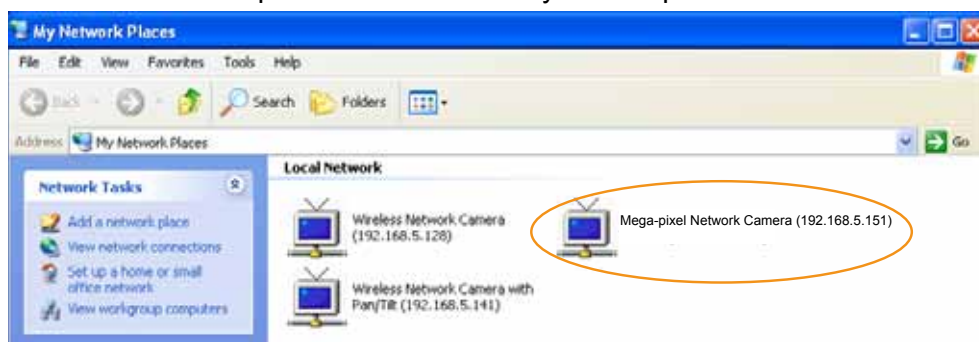 My Network Places
File Edit View Favorites Tools Help
Back Search Folders
Address My Network Places Go
Local Network
Network Tasks
Add a network place
View network connections
Set up a home or small
office network
View workgroup computers
Wireless Network Camera
(192.168.5.128)
Mega-pixel Network Camera (192.168.5.151)
Wireless Network Camera with
Pan/Tilt (192.168.5.141)